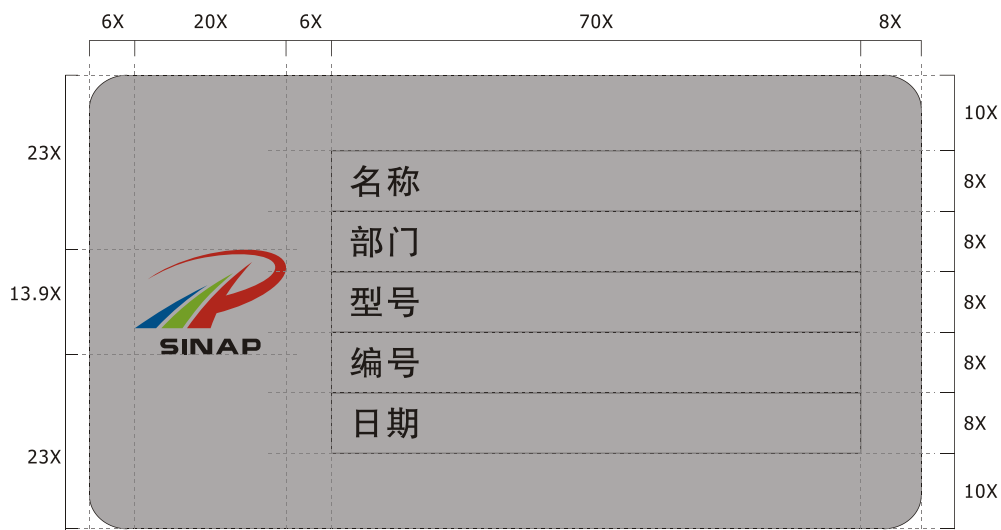 6X 20X 6X 70X 8X
10X
23X
名称 8X
部门 8X
13.9X
型号 8X
SINAP
编号 8X
日期 8X
23X
10X